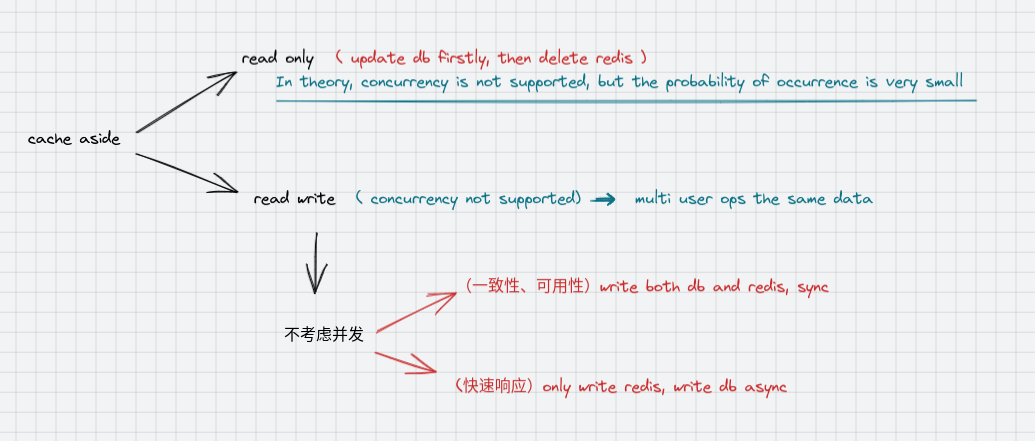 read only ( update db firstly, then delete redis )
In theory, concurrency is not supported, but the probability of occurrence is very small
cache aside
read write ( concurrency not supported) multi user ops the same data
（一致性、可用性）write both db and redis, sync
不考虑并发
（快速响应）only write redis, write db async